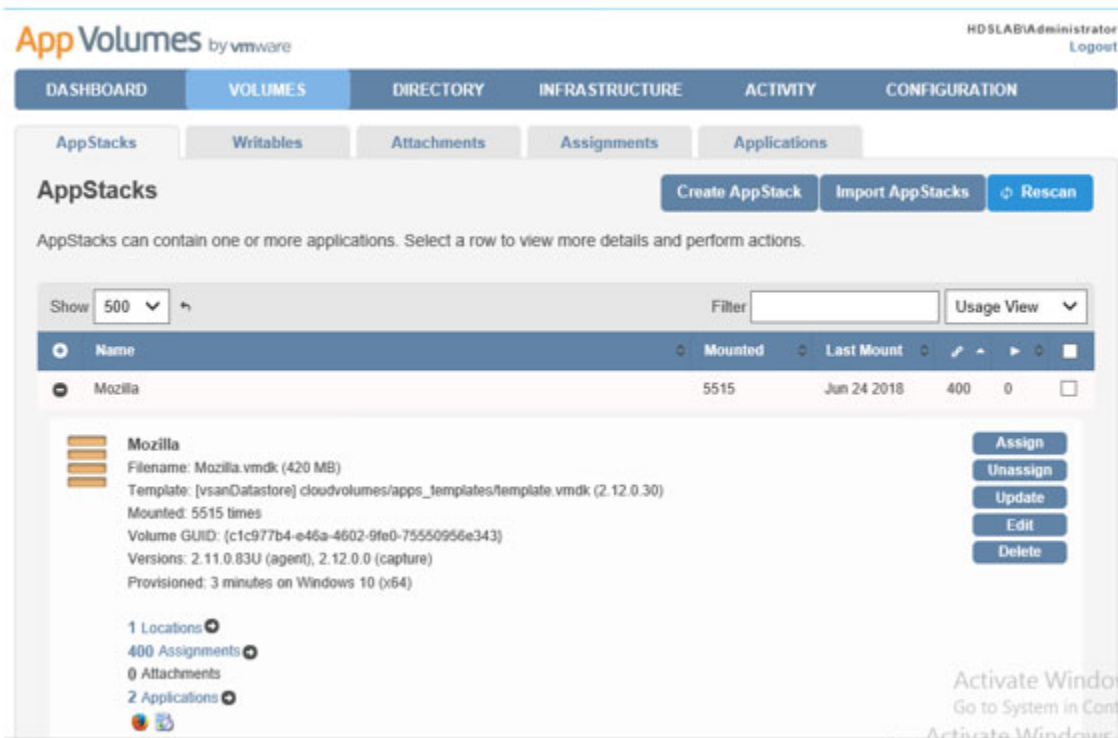 App Volumes by vmware
HDSLAB\Administrator
Logout
DASHBOARD VOLUMES DIRECTORY INFRASTRUCTURE ACTIVITY CONFIGURATION
AppStacks Writables Attachments Assignments Applications
AppStacks
Create AppStack Import AppStacks Rescan
AppStacks can contain one or more applications. Select a row to view more details and perform actions.
Show 500 Filter Usage View
Name Mounted Last Mount
Mozilla 5515 Jun 24 2018 400 0
Mozilla
Filename: Mozilla.vmdk (420 MB)
Template: [vsanDatastore] cloudvolumes/apps_templates/template.vmdk (2.12.0.30)
Mounted: 5515 times
Volume GUID: {c1c977b4-e46a-4602-9fe0-75550956e343}
Versions: 2.11.0.83U (agent), 2.12.0.0 (capture)
Provisioned: 3 minutes on Windows 10 (x64)
1 Locations
400 Assignments
0 Attachments
2 Applications
Assign
Unassign
Update
Edit
Delete
Activate Windo
Go to System in Cont
Activate Windows